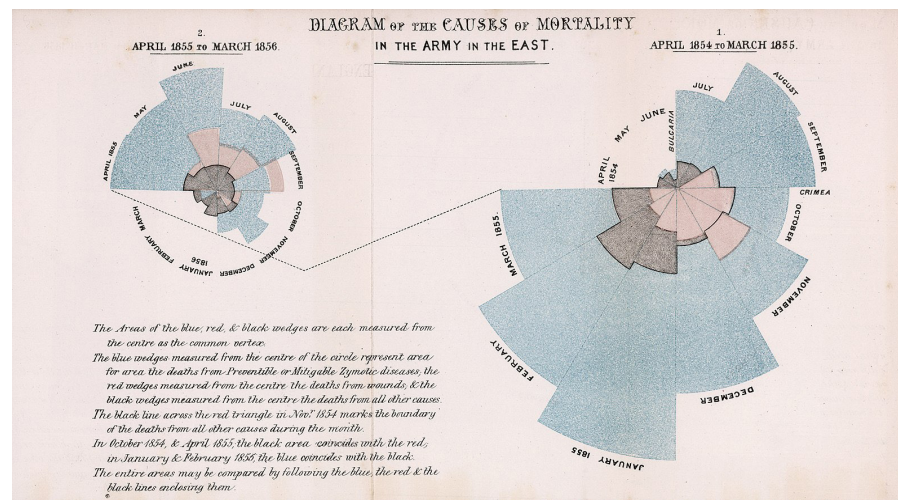 DIAGRAM OF THE CAUSES OF MORTALITY
IN THE ARMY IN THE EAST.
2.
APRIL 1855 TO MARCH 1856.
1.
APRIL 1854 TO MARCH 1855.
APRIL 1855
MAY
JUNE
JULY
AUGUST
SEPTEMBER
OCTOBER
NOVEMBER
DECEMBER
JANUARY
1856
FEBRUARY
MARCH
APRIL
1854
MAY
JUNE
BULGARIA
JULY
AUGUST
SEPTEMBER
CRIMEA
OCTOBER
NOVEMBER
DECEMBER
JANUARY 1855
FEBRUARY
MARCH 1855.
The Areas of the blue, red, & black wedges are each measured from
the centre as the common vertex.
The blue wedges measured from the centre of the circle represent area
for area the deaths from Preventible or Mitigable Zymotic diseases; the
red wedges measured from the centre the deaths from wounds; & the
black wedges measured from the centre the deaths from all other causes.
The black line across the red triangle in Novr. 1854 marks the boundary
of the deaths from all other causes during the month.
In October 1854, & April 1855, the black area coincides with the red;
in January & February 1855, the blue coincides with the black.
The entire areas may be compared by following the blue, the red & the
black lines enclosing them.